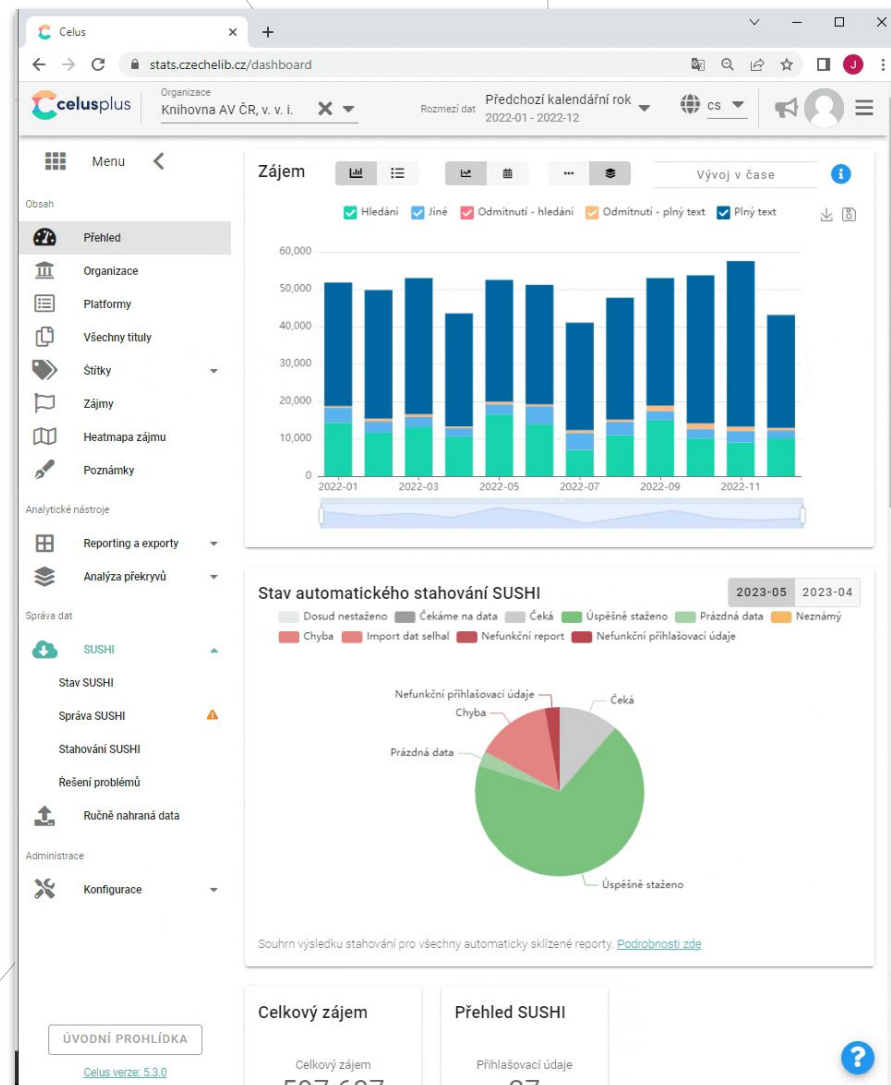 Celus
stats.czechelib.cz/dashboard
J
celusplus
Organizace
Knihovna AV ČR, v. v. i.
Rozmezí dat
Předchozí kalendářní rok
2022-01 - 2022-12
cs
Menu
Obsah
Přehled
Organizace
Platformy
Všechny tituly
Štítky
Zájmy
Heatmapa zájmu
Poznámky
Analytické nástroje
Reporting a exporty
Analýza překryvů
Správa dat
SUSHI
Stav SUSHI
Správa SUSHI
Stahování SUSHI
Řešení problémů
Ručně nahraná data
Administrace
Konfigurace
ÚVODNÍ PROHLÍDKA
Celus verze: 5.3.0
Zájem
Vývoj v čase
Hledání Jiné Odmítnutí - hledání Odmítnutí - plný text Plný text
60,000
50,000
40,000
30,000
20,000
10,000
0
2022-01 2022-03 2022-05 2022-07 2022-09 2022-11
Stav automatického stahování SUSHI
2023-05 2023-04
Dosud nestaženo Čekáme na data Čeká Úspěšně staženo Prázdná data Neznámý
Chyba Import dat selhal Nefunkční report Nefunkční přihlašovací údaje
Nefunkční přihlašovací údaje
Čeká
Chyba
Prázdná data
Úspěšně staženo
Souhrn výsledku stahování pro všechny automaticky sklízené reporty. Podrobnosti zde
Celkový zájem
Celkový zájem
Přehled SUSHI
Přihlašovací údaje